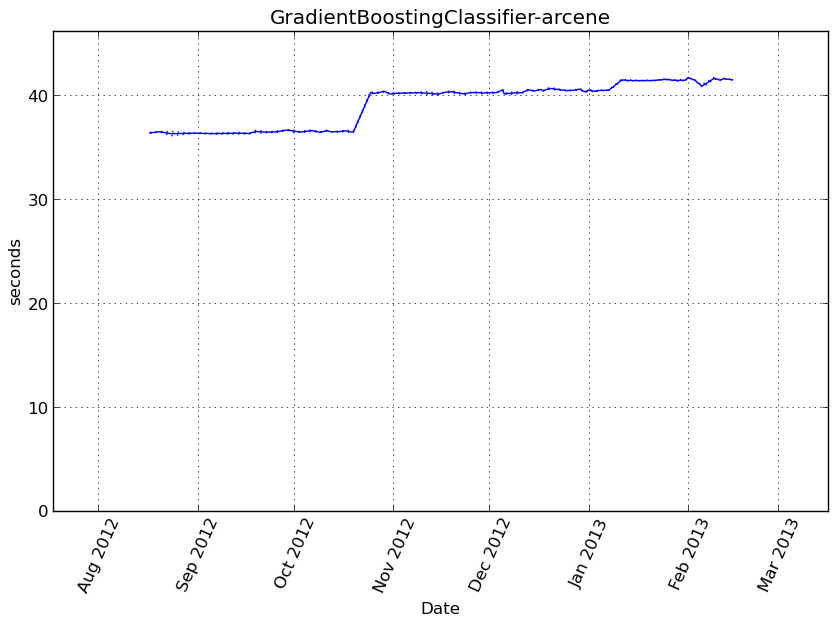 GradientBoostingClassifier-arcene
40
30
20
10
0
seconds
Aug 2012
Sep 2012
Oct 2012
Nov 2012
Dec 2012
Jan 2013
Feb 2013
Mar 2013
Date